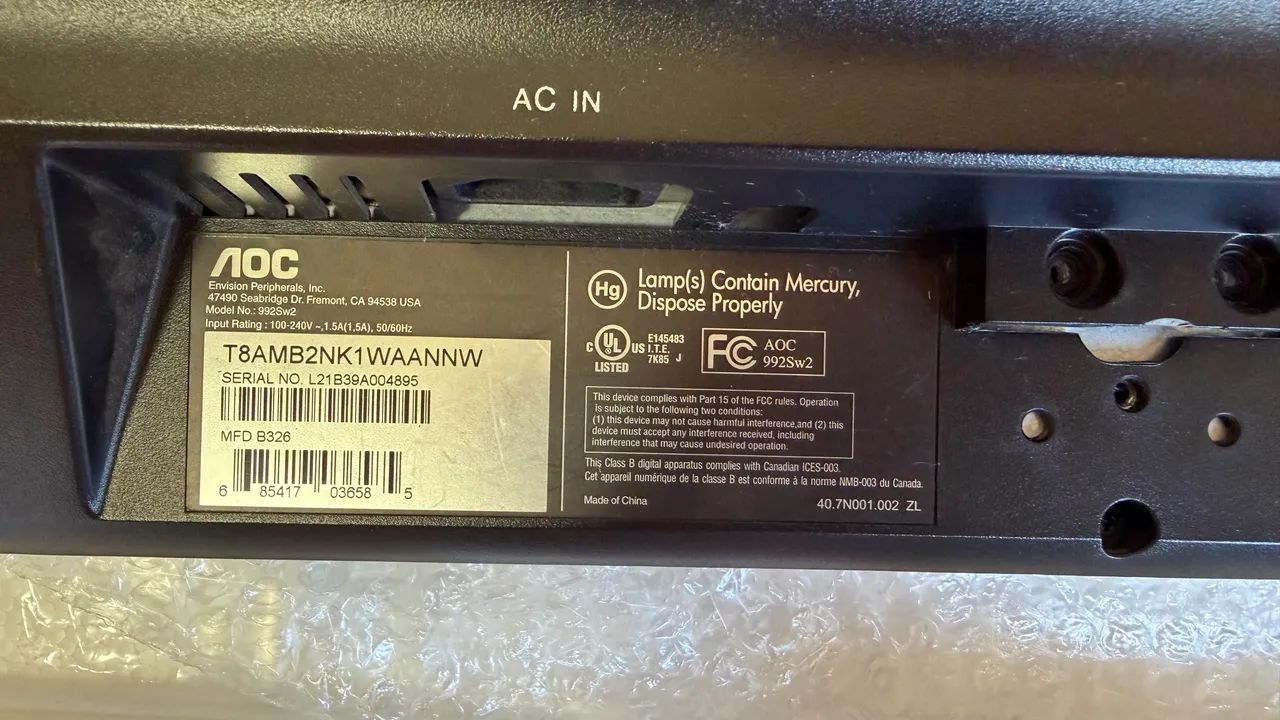 AC IN
AOC
Envision Peripherals, Inc.
47490 Seabridge Dr. Fremont, CA 94538 USA
Model No.: 992Sw2
Input Rating : 100-240V ~,1.5A(1,5A), 50/60Hz
T8AMB2NK1WAANNW
SERIAL NO. L21B39A004895
MFD B326
6 85417 03658 5
Hg
Lamp(s) Contain Mercury,
Dispose Properly
C UL US
LISTED
E145483
I.T.E.
7K85 J
FC
AOC
992Sw2
This device complies with Part 15 of the FCC rules. Operation
is subject to the following two conditions:
(1) this device may not cause harmful interference,and (2) this
device must accept any interference received, including
interference that may cause undesired operation.
This Class B digital apparatus complies with Canadian ICES-003.
Cet appareil numérique de la classe B est conforme à la norme NMB-003 du Canada.
Made of China
40.7N001.002 ZL